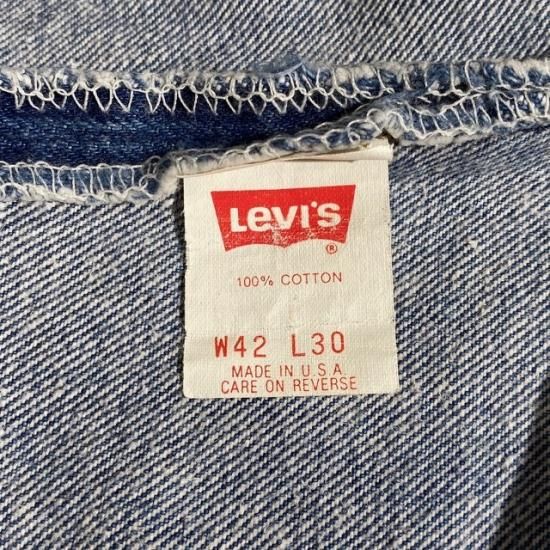 Levi's
®
100% COTTON
W42 L30
MADE IN U.S.A.
CARE ON REVERSE